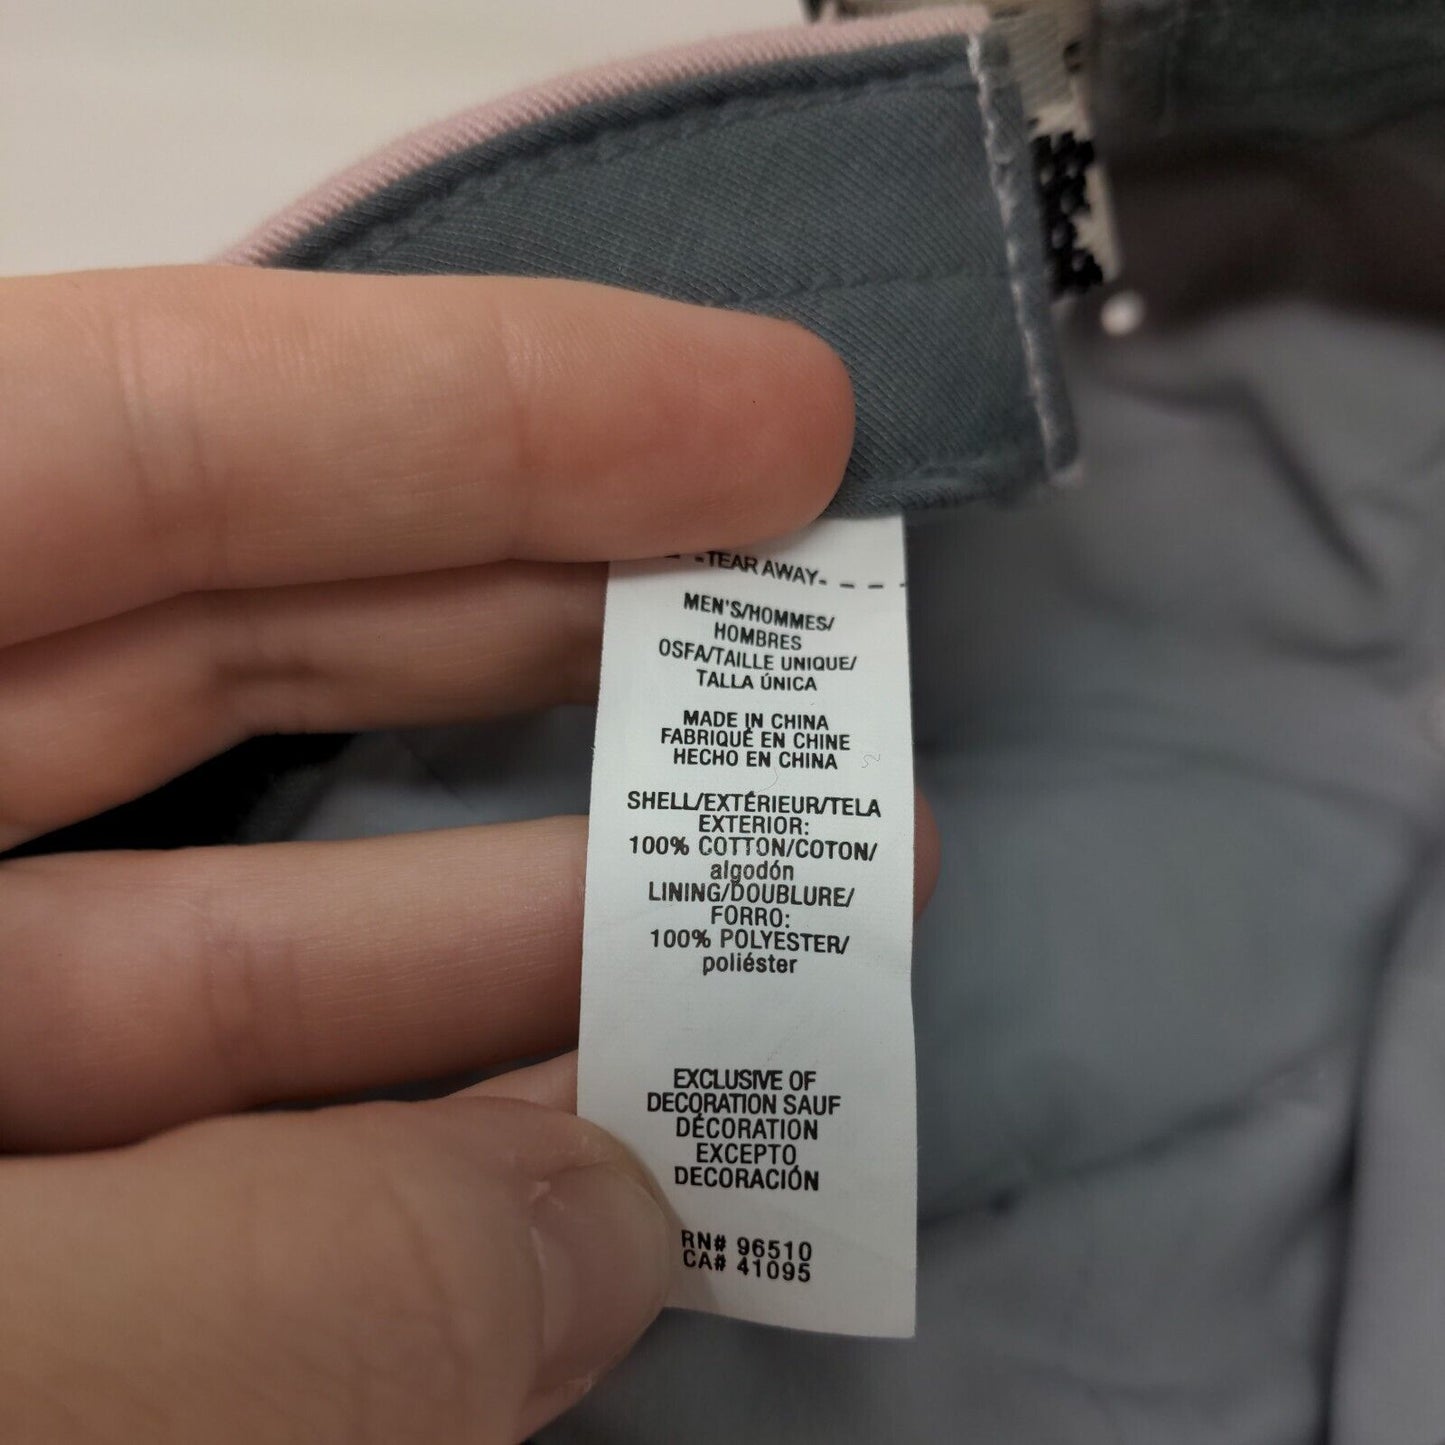 -TEAR AWAY-
MEN'S/HOMMES/
HOMBRES
OSFA/TAILLE UNIQUE/
TALLA ÚNICA
MADE IN CHINA
FABRIQUÉ EN CHINE
HECHO EN CHINA
SHELL/EXTÉRIEUR/TELA
EXTERIOR:
100% COTTON/COTON/
algodón
LINING/DOUBLURE/
FORRO:
100% POLYESTER/
poliéster
EXCLUSIVE OF
DECORATION SAUF
DÉCORATION
EXCEPTO
DECORACIÓN
RN# 96510
CA# 41095